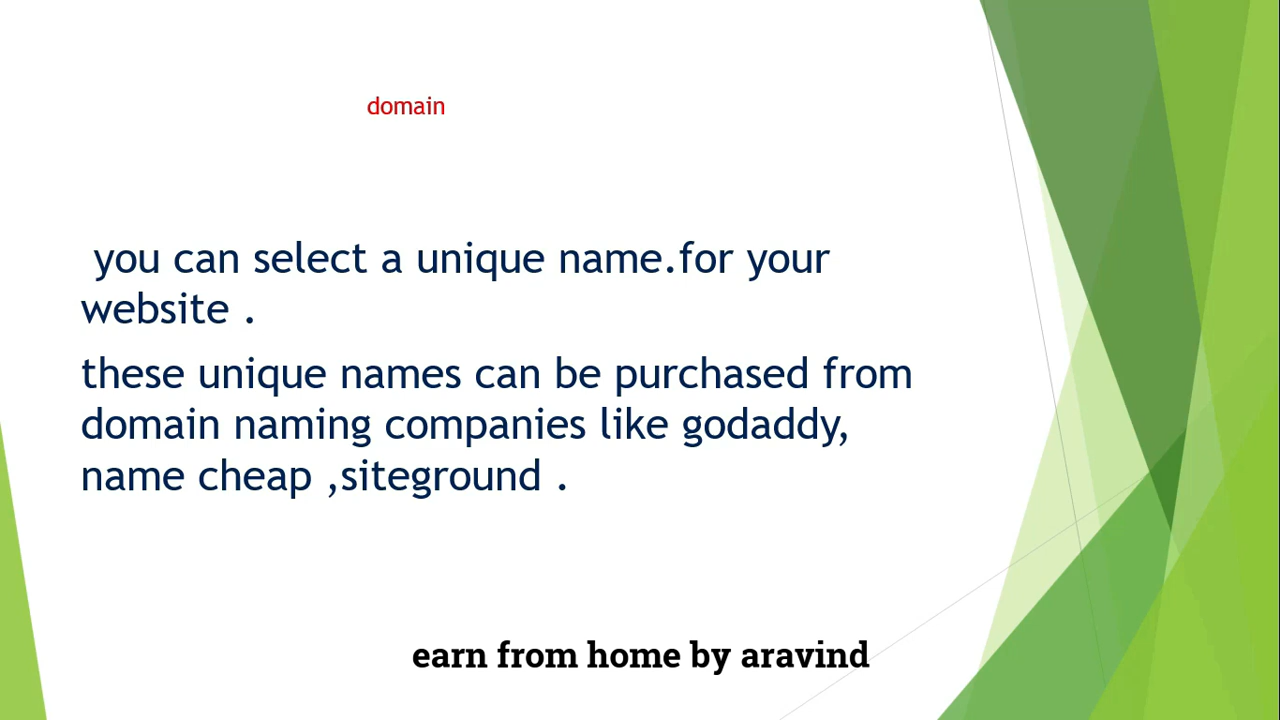 domain
you can select a unique name.for your
website .
these unique names can be purchased from
domain naming companies like godaddy,
name cheap ,siteground .
earn from home by aravind